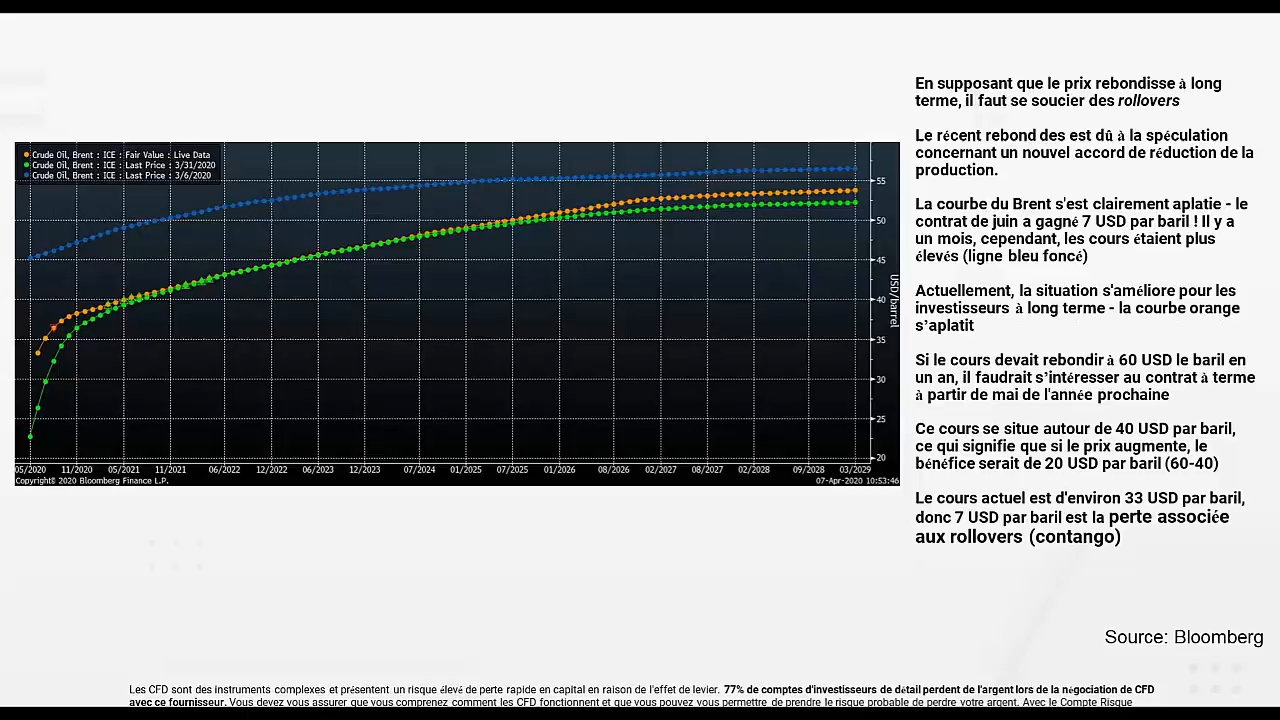 Crude Oil, Brent : ICE : Fair Value : Live Data
Crude Oil, Brent : ICE : Last Price : 3/31/2020
Crude Oil, Brent : ICE : Last Price : 3/6/2020
55
50
45
40
35
30
25
20
USD/barrel
05/2020 11/2020 05/2021 11/2021 06/2022 12/2022 06/2023 12/2023 07/2024 01/2025 07/2025 01/2026 08/2026 02/2027 08/2027 02/2028 09/2028 03/2029
Copyright© 2020 Bloomberg Finance L.P. 07-Apr-2020 10:53:46
En supposant que le prix rebondisse à long
terme, il faut se soucier des rollovers
Le récent rebond des est dû à la spéculation
concernant un nouvel accord de réduction de la
production.
La courbe du Brent s'est clairement aplatie - le
contrat de juin a gagné 7 USD par baril ! Il y a
un mois, cependant, les cours étaient plus
élevés (ligne bleu foncé)
Actuellement, la situation s'améliore pour les
investisseurs à long terme - la courbe orange
s’aplatit
Si le cours devait rebondir à 60 USD le baril en
un an, il faudrait s’intéresser au contrat à terme
à partir de mai de l'année prochaine
Ce cours se situe autour de 40 USD par baril,
ce qui signifie que si le prix augmente, le
bénéfice serait de 20 USD par baril (60-40)
Le cours actuel est d'environ 33 USD par baril,
donc 7 USD par baril est la perte associée
aux rollovers (contango)
Source: Bloomberg
Les CFD sont des instruments complexes et présentent un risque élevé de perte rapide en capital en raison de l'effet de levier. 77% de comptes d'investisseurs de détail perdent de l'argent lors de la négociation de CFD
avec ce fournisseur. Vous devez vous assurer que vous comprenez comment les CFD fonctionnent et que vous pouvez vous permettre de prendre le risque probable de perdre votre argent. Avec le Compte Risque